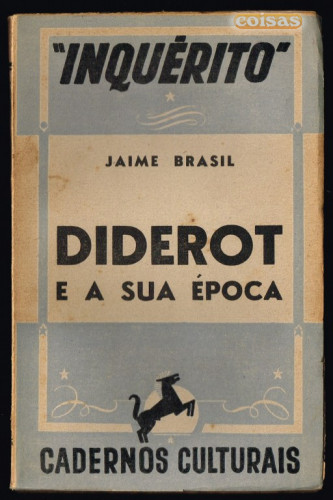 coisas
"INQUÉRITO"
JAIME BRASIL
DIDEROT
E A SUA ÉPOCA
CADERNOS CULTURAIS